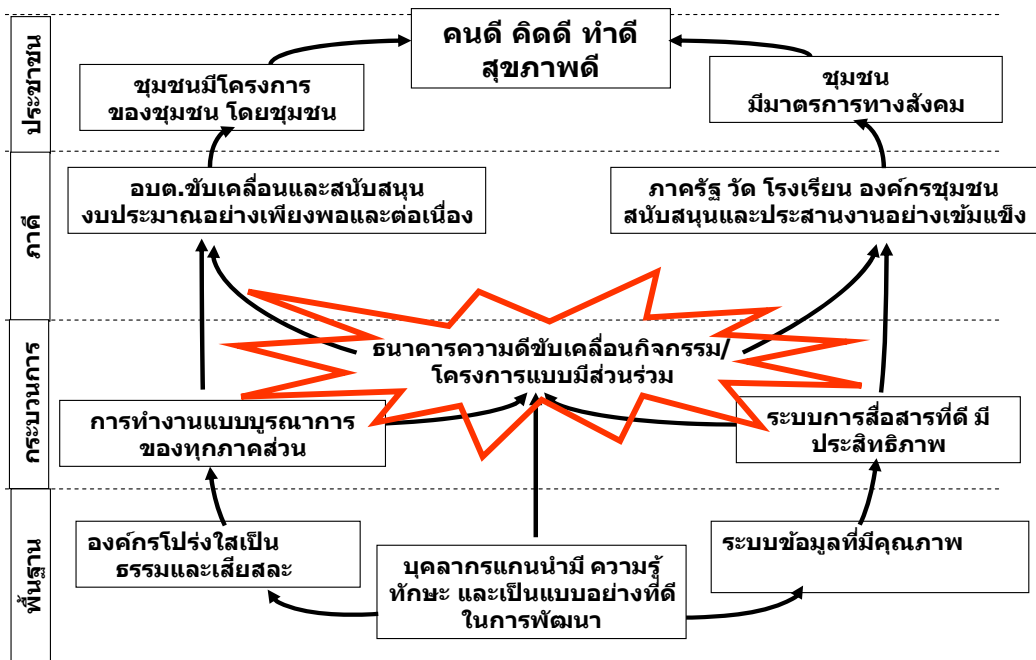 ประชาชน
คนดี คิดดี ทำดี
สุขภาพดี
ชุมชนมีโครงการ
ของชุมชน โดยชุมชน
ชุมชน
มีมาตรการทางสังคม
ภาคี
อบต.ขับเคลื่อนและสนับสนุน
งบประมาณอย่างเพียงพอและต่อเนื่อง
ภาครัฐ วัด โรงเรียน องค์กรชุมชน
สนับสนุนและประสานงานอย่างเข้มแข็ง
กระบวนการ
ธนาคารความดีขับเคลื่อนกิจกรรม/
โครงการแบบมีส่วนร่วม
การทำงานแบบบูรณาการ
ของทุกภาคส่วน
ระบบการสื่อสารที่ดี มี
ประสิทธิภาพ
พื้นฐาน
องค์กรโปร่งใสเป็น
ธรรมและเสียสละ
บุคลากรแกนนำมี ความรู้
ทักษะ และเป็นแบบอย่างที่ดี
ในการพัฒนา
ระบบข้อมูลที่มีคุณภาพ